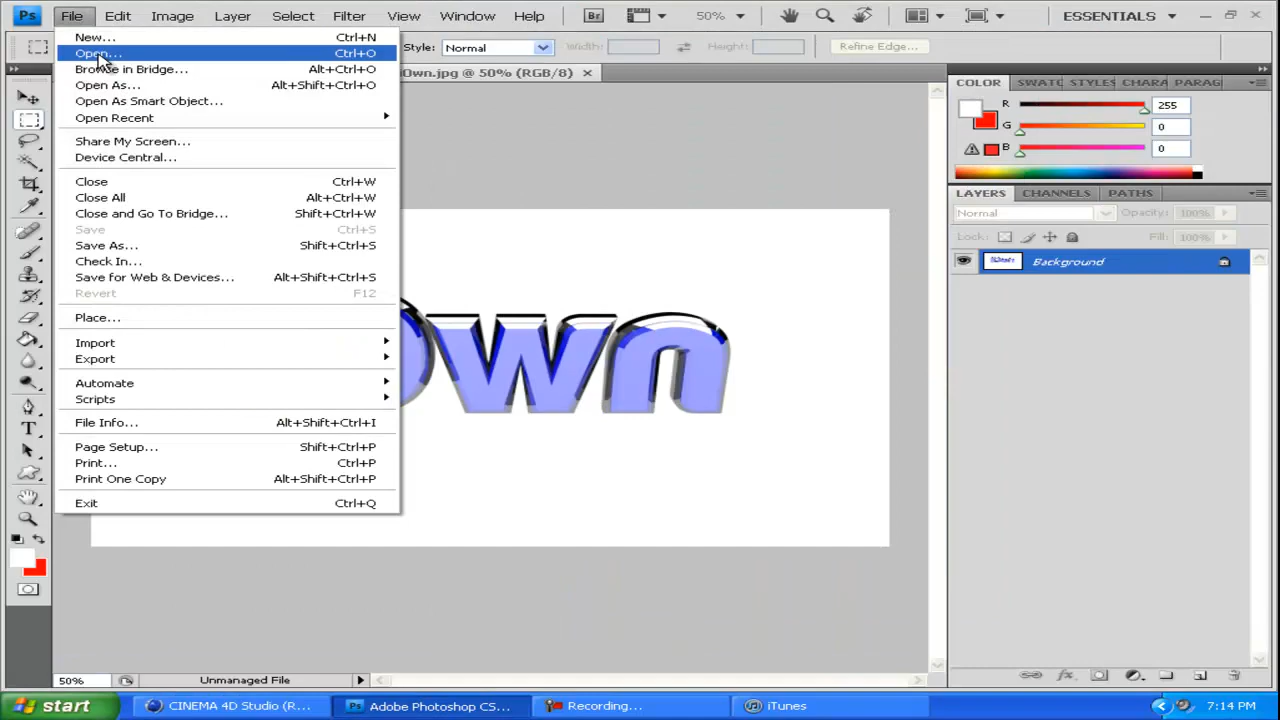 Ps File Edit Image Layer Select Filter View Window Help Br 50% ESSENTIALS
Style: Normal Width: Height: Refine Edge...
iOwn.jpg @ 50% (RGB/8)
New... Ctrl+N
Open... Ctrl+O
Browse in Bridge... Alt+Ctrl+O
Open As... Alt+Shift+Ctrl+O
Open As Smart Object...
Open Recent
Share My Screen...
Device Central...
Close Ctrl+W
Close All Alt+Ctrl+W
Close and Go To Bridge... Shift+Ctrl+W
Save Ctrl+S
Save As... Shift+Ctrl+S
Check In...
Save for Web & Devices... Alt+Shift+Ctrl+S
Revert F12
Place...
Import
Export
Automate
Scripts
File Info... Alt+Shift+Ctrl+I
Page Setup... Shift+Ctrl+P
Print... Ctrl+P
Print One Copy Alt+Shift+Ctrl+P
Exit Ctrl+Q
Own
COLOR SWATC STYLES CHARA PARAG
R 255
G 0
B 0
LAYERS CHANNELS PATHS
Normal Opacity: 100%
Lock: Fill: 100%
Background
50% Unmanaged File
start CINEMA 4D Studio (R... Adobe Photoshop CS... Recording... iTunes 7:14 PM